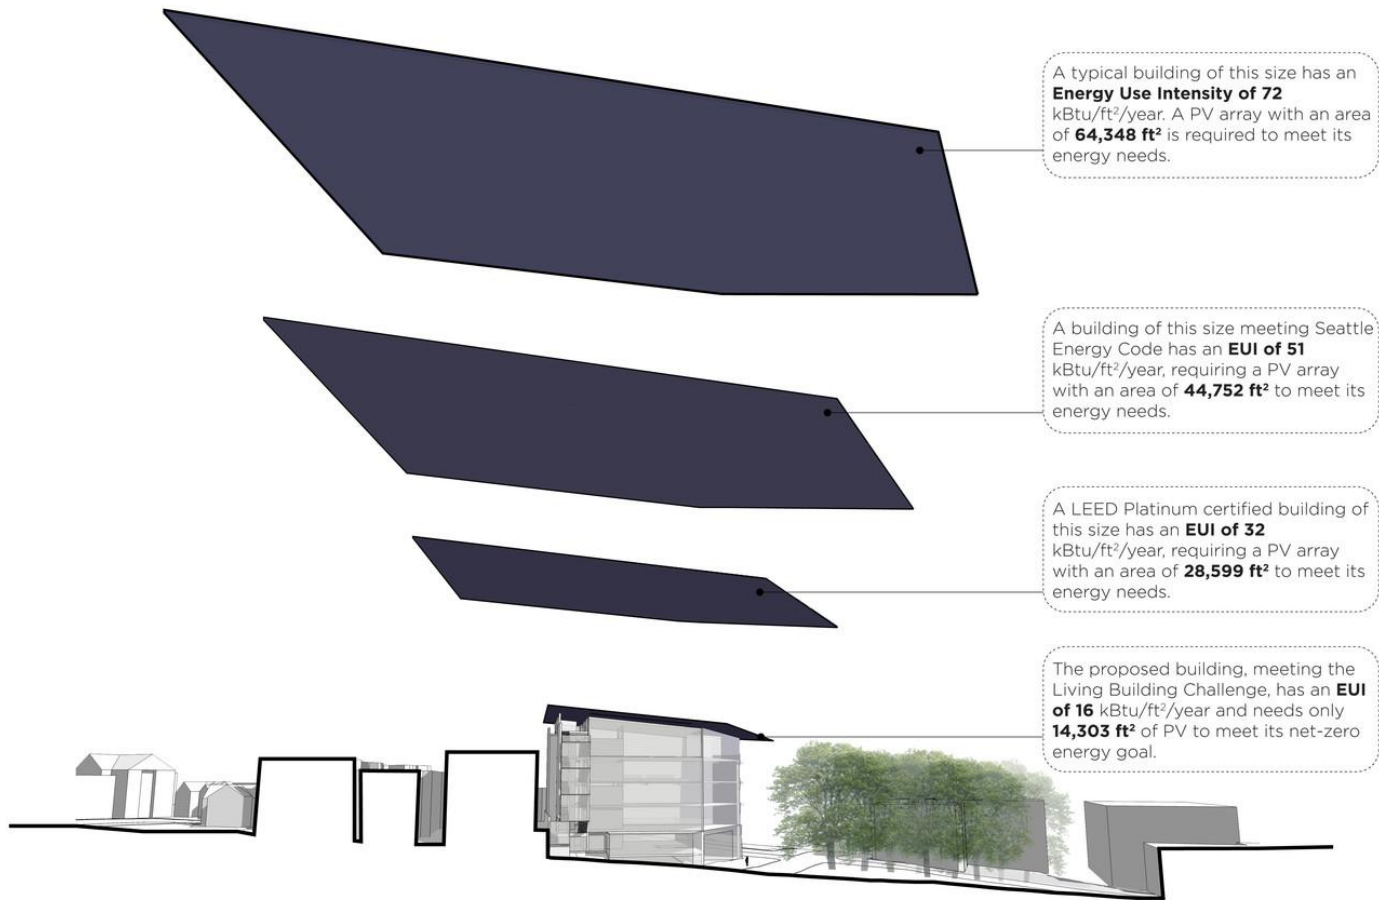 A typical building of this size has an
Energy Use Intensity of 72
kBtu/ft²/year. A PV array with an area
of 64,348 ft² is required to meet its
energy needs.
A building of this size meeting Seattle
Energy Code has an EUI of 51
kBtu/ft²/year, requiring a PV array
with an area of 44,752 ft² to meet its
energy needs.
A LEED Platinum certified building of
this size has an EUI of 32
kBtu/ft²/year, requiring a PV array
with an area of 28,599 ft² to meet its
energy needs.
The proposed building, meeting the
Living Building Challenge, has an EUI
of 16 kBtu/ft²/year and needs only
14,303 ft² of PV to meet its net-zero
energy goal.